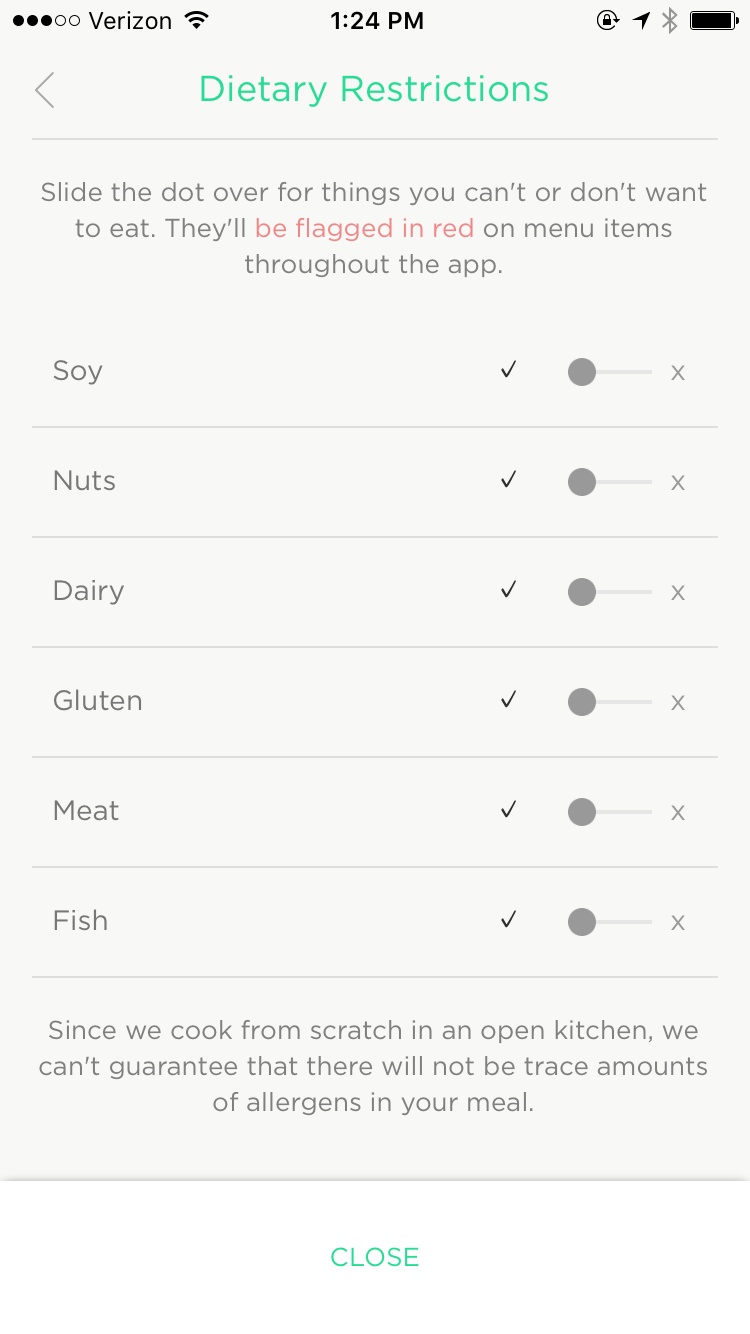 Verizon 1:24 PM
Dietary Restrictions
Slide the dot over for things you can't or don't want
to eat. They'll be flagged in red on menu items
throughout the app.
Soy ✓ x
Nuts ✓ x
Dairy ✓ x
Gluten ✓ x
Meat ✓ x
Fish ✓ x
Since we cook from scratch in an open kitchen, we
can't guarantee that there will not be trace amounts
of allergens in your meal.
CLOSE